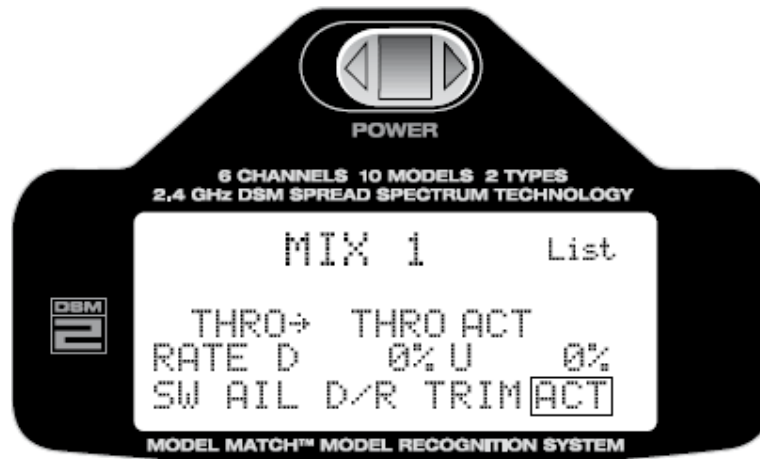 POWER
6 CHANNELS 10 MODELS 2 TYPES
2.4 GHz DSM SPREAD SPECTRUM TECHNOLOGY
MIX 1 List
DSM
2
THRO→ THRO ACT
RATE D 0% U 0%
SW AIL D/R TRIM ACT
MODEL MATCH™ MODEL RECOGNITION SYSTEM